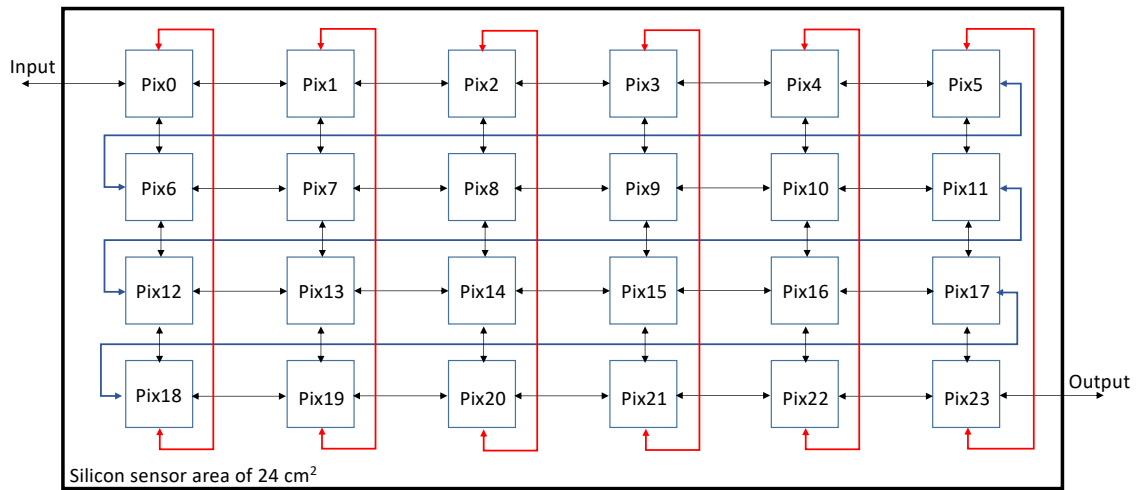 Input
Pix0 Pix1 Pix2 Pix3 Pix4 Pix5
Pix6 Pix7 Pix8 Pix9 Pix10 Pix11
Pix12 Pix13 Pix14 Pix15 Pix16 Pix17
Pix18 Pix19 Pix20 Pix21 Pix22 Pix23
Output
Silicon sensor area of 24 cm²